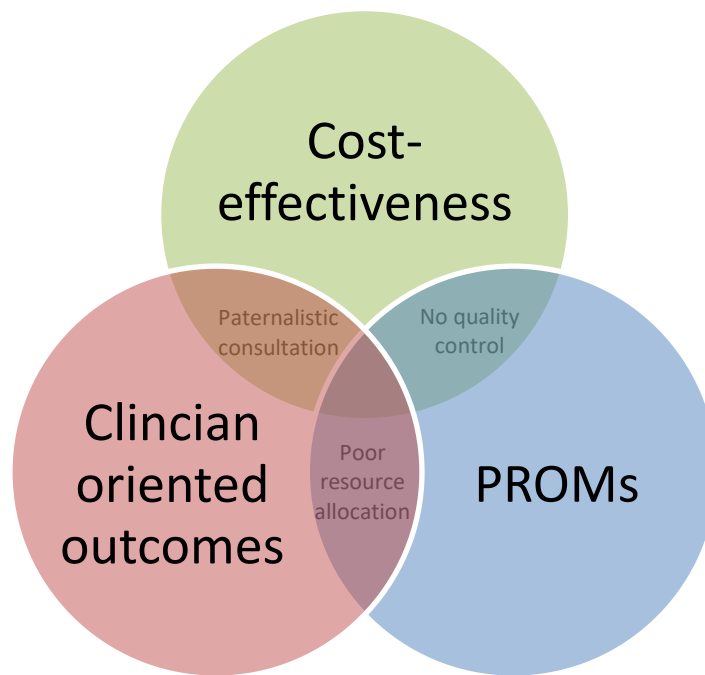 Cost-
effectiveness
Paternalistic
consultation
No quality
control
Clincian
oriented
outcomes
Poor
resource
allocation
PROMs